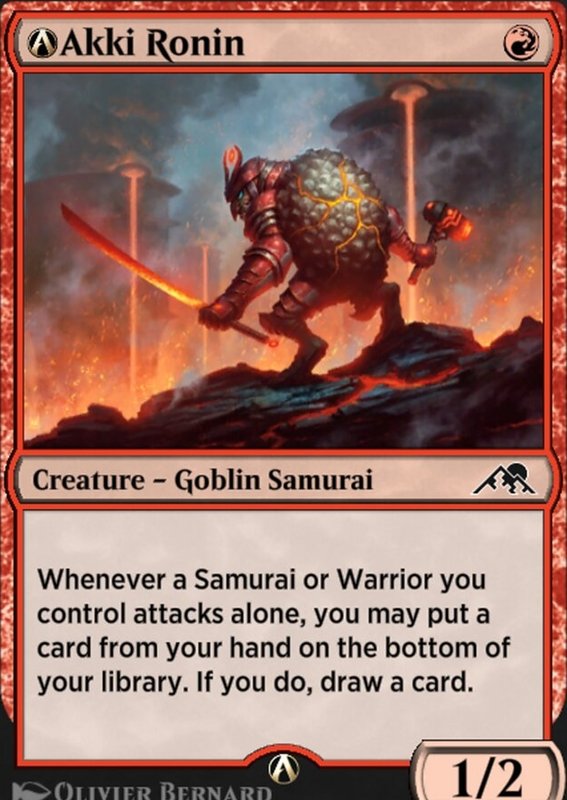 Akki Ronin
Creature – Goblin Samurai
Whenever a Samurai or Warrior you
control attacks alone, you may put a
card from your hand on the bottom of
your library. If you do, draw a card.
1/2
Olivier Bernard